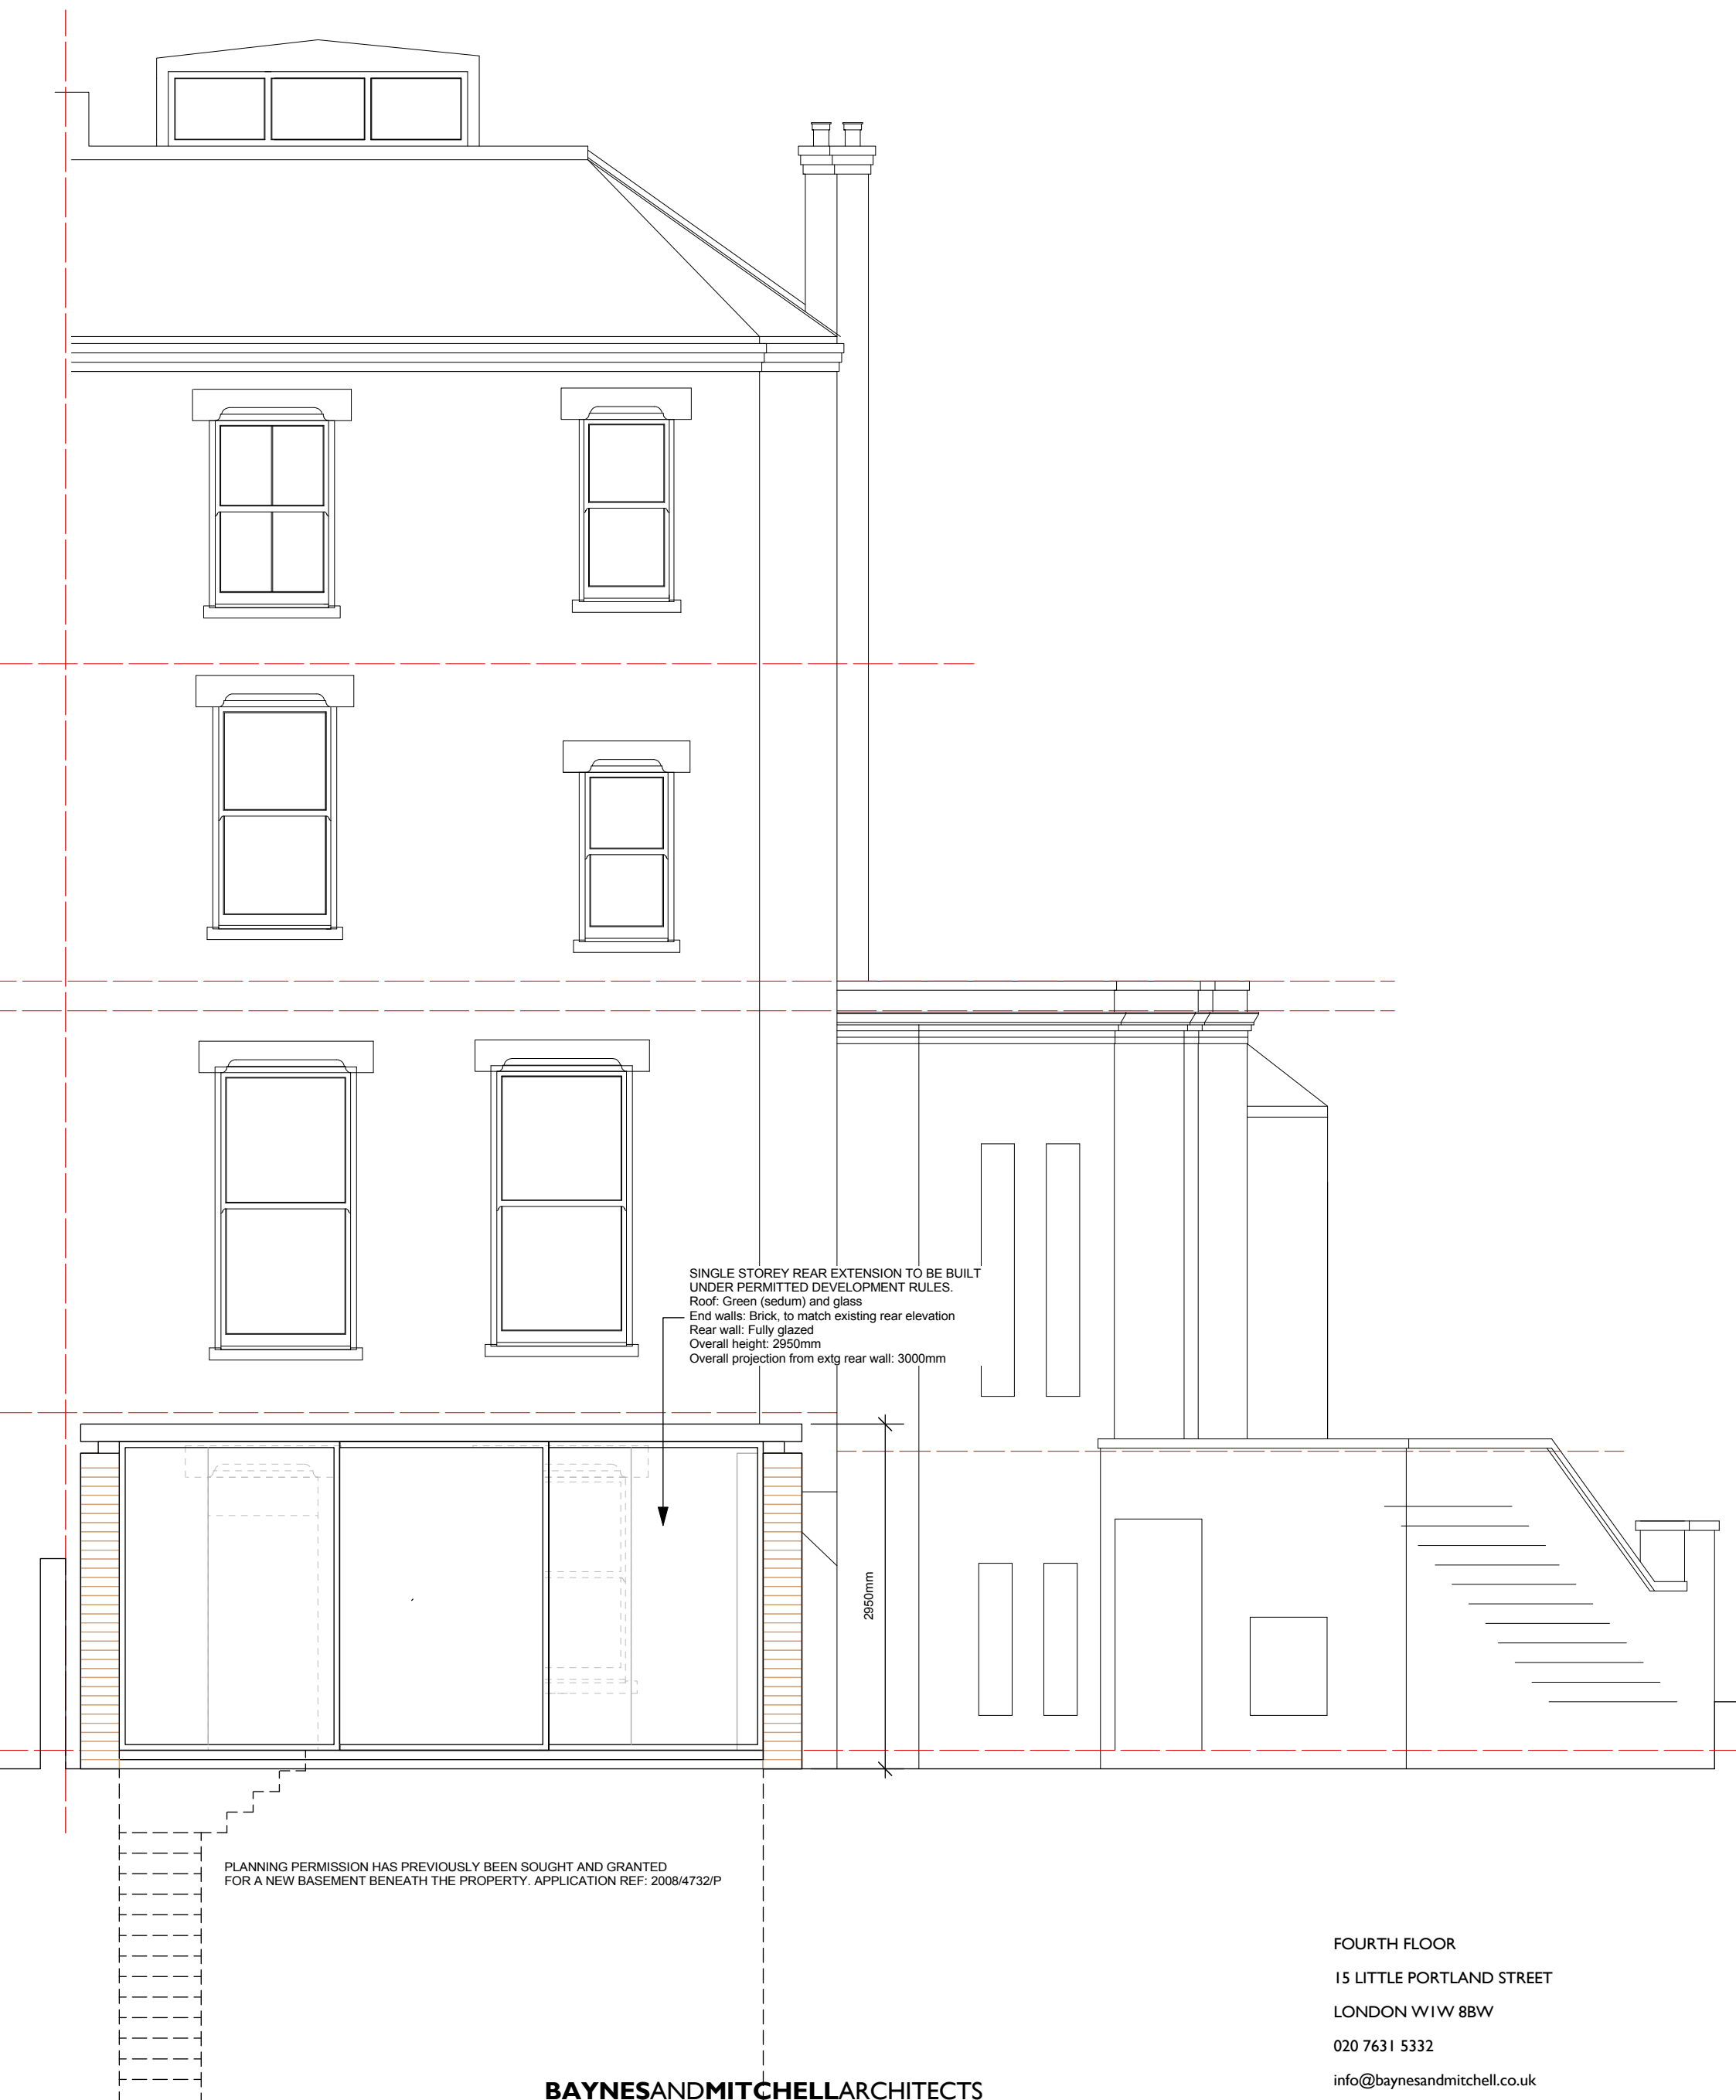 SINGLE STOREY REAR EXTENSION TO BE BUILT
UNDER PERMITTED DEVELOPMENT RULES.
Roof: Green (sedum) and glass
End walls: Brick, to match existing rear elevation
Rear wall: Fully glazed
Overall height: 2950mm
Overall projection from extg rear wall: 3000mm
2950mm
PLANNING PERMISSION HAS PREVIOUSLY BEEN SOUGHT AND GRANTED
FOR A NEW BASEMENT BENEATH THE PROPERTY. APPLICATION REF: 2008/4732/P
FOURTH FLOOR
15 LITTLE PORTLAND STREET
LONDON W1W 8BW
020 7631 5332
info@baynesandmitchell.co.uk
BAYNESANDMITCHELLARCHITECTS